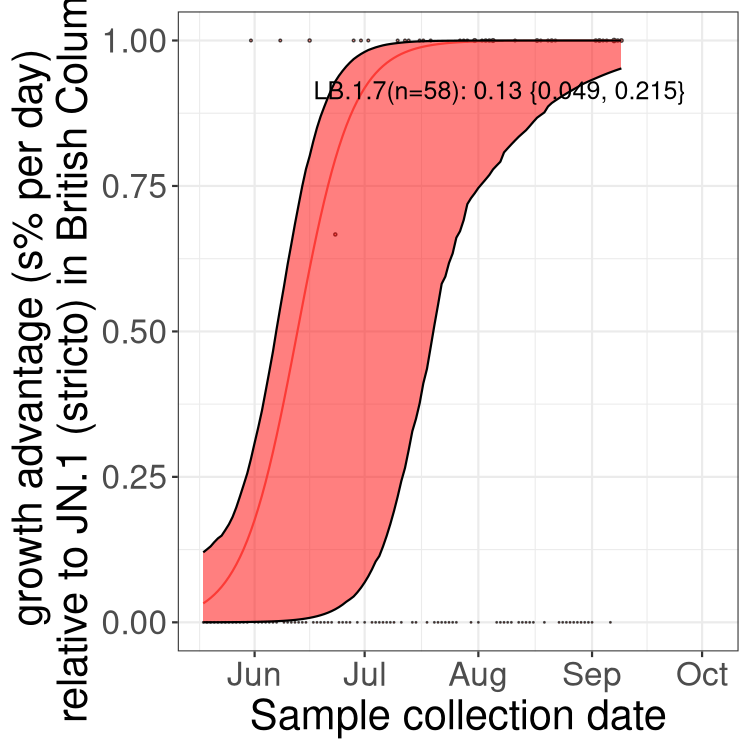 growth advantage (s% per day)
relative to JN.1 (stricto) in British Colum
1.00
0.75
0.50
0.25
0.00
LB.1.7(n=58): 0.13 {0.049, 0.215}
Jun Jul Aug Sep Oct
Sample collection date